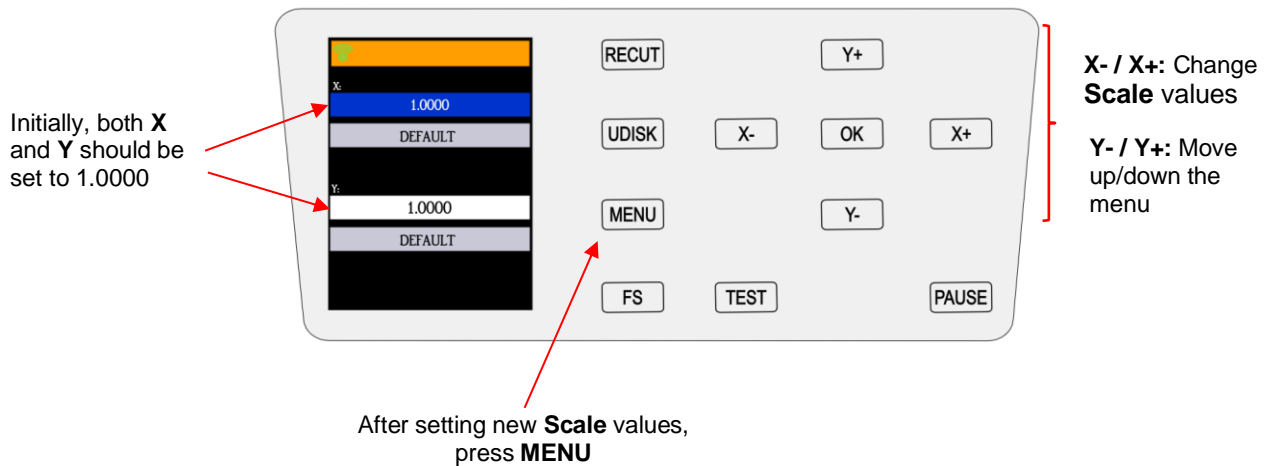 Initially, both X
and Y should be
set to 1.0000
X:
1.0000
DEFAULT
Y:
1.0000
DEFAULT
RECUT
Y+
UDISK
X-
OK
X+
MENU
Y-
FS
TEST
PAUSE
X- / X+: Change
Scale values
Y- / Y+: Move
up/down the
menu
After setting new Scale values,
press MENU